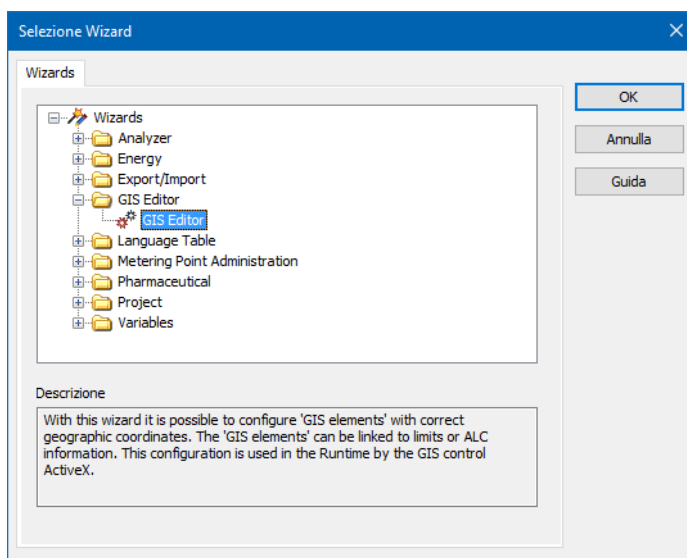 Selezione Wizard
Wizards
OK
Annulla
Guida
Wizards
Analyzer
Energy
Export/Import
GIS Editor
GIS Editor
Language Table
Metering Point Administration
Pharmaceutical
Project
Variables
Descrizione
With this wizard it is possible to configure 'GIS elements' with correct
geographic coordinates. The 'GIS elements' can be linked to limits or ALC
information. This configuration is used in the Runtime by the GIS control
ActiveX.